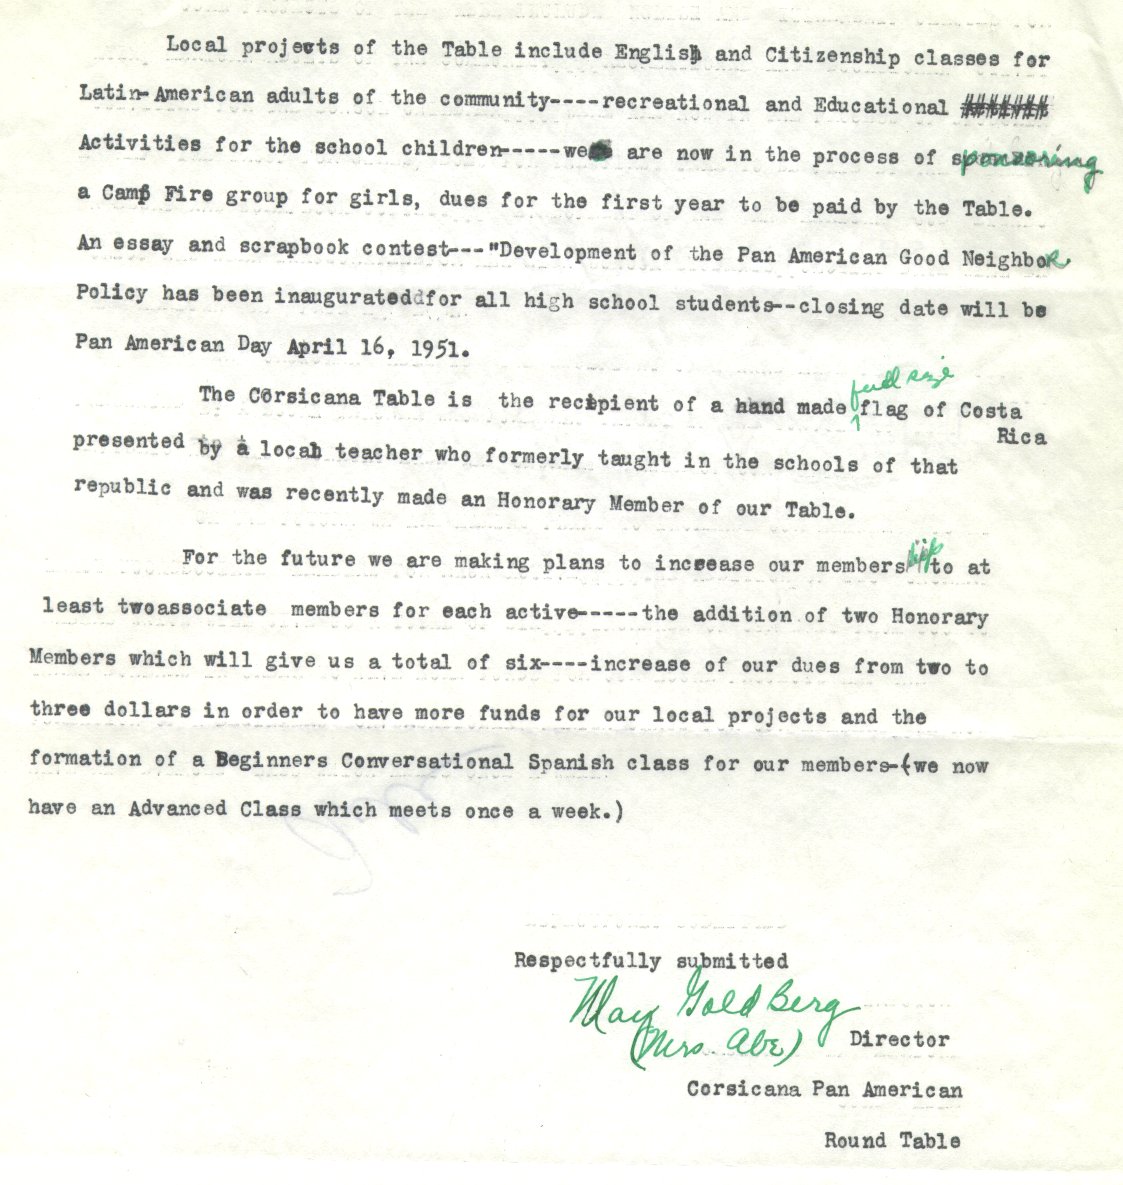 Local projects of the Table include English and Citizenship classes for
Latin-American adults of the community----recreational and Educational
Activities for the school children-----we are now in the process of sponzoring
a Camp Fire group for girls, dues for the first year to be paid by the Table.
An essay and scrapbook contest---"Development of the Pan American Good Neighbor
Policy has been inaugurated for all high school students--closing date will be
Pan American Day April 16, 1951.
full size
The Corsicana Table is the recipient of a hand made flag of Costa
Rica
presented by a local teacher who formerly taught in the schools of that
republic and was recently made an Honorary Member of our Table.
For the future we are making plans to increase our members to at
least twoassociate members for each active-----the addition of two Honorary
Members which will give us a total of six----increase of our dues from two to
three dollars in order to have more funds for our local projects and the
formation of a Beginners Conversational Spanish class for our members-(we now
have an Advanced Class which meets once a week.)
Respectfully submitted
May Goldberg
(Mrs. Abe)
Director
Corsicana Pan American
Round Table